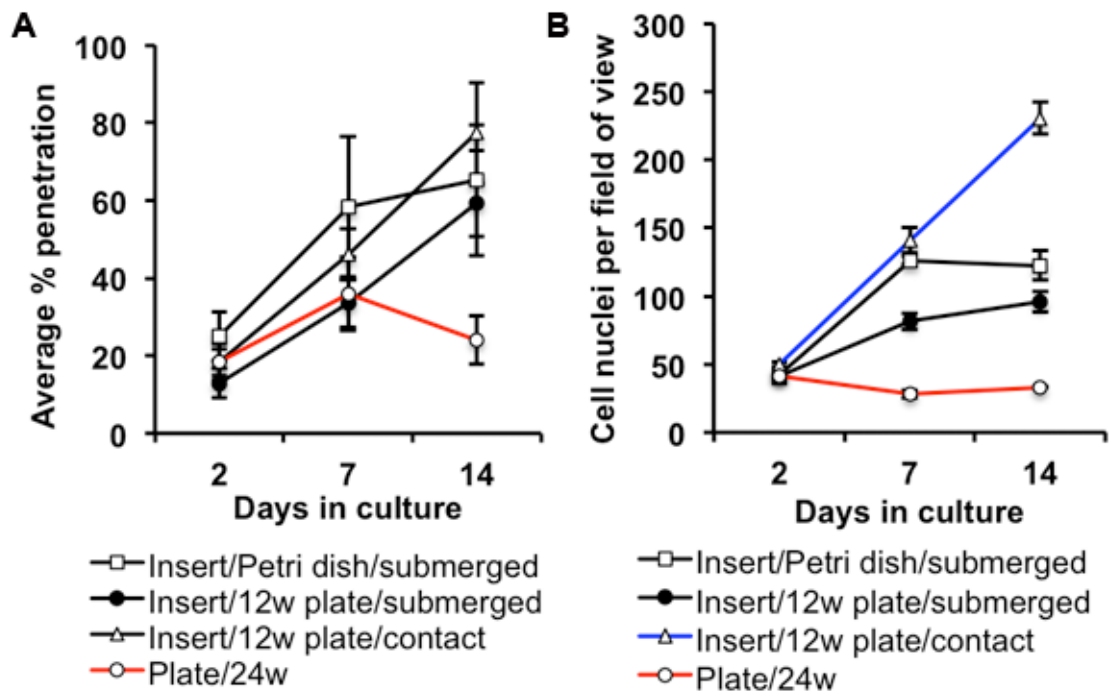 A
Average % penetration
100
80
60
40
20
0
2 7 14
Days in culture
Insert/Petri dish/submerged
Insert/12w plate/submerged
Insert/12w plate/contact
Plate/24w
B
Cell nuclei per field of view
300
250
200
150
100
50
0
2 7 14
Days in culture
Insert/Petri dish/submerged
Insert/12w plate/submerged
Insert/12w plate/contact
Plate/24w